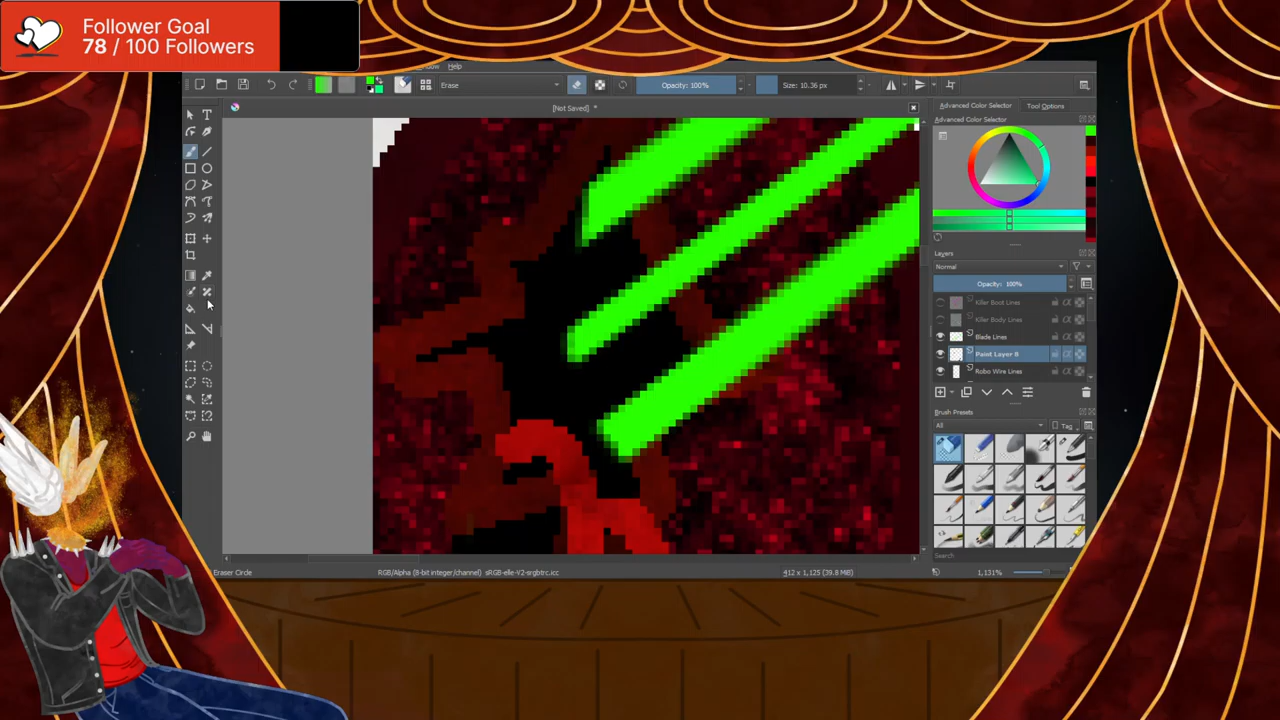 Follower Goal
78 / 100 Followers
Help
Erase
Opacity: 100%
Size: 10.36 px
[Not Saved] *
Advanced Color Selector
Tool Options
Advanced Color Selector
Layers
Normal
Opacity: 100%
Killer Boot Lines
Killer Body Lines
Blade Lines
Paint Layer 8
Robo Wire Lines
Brush Presets
All
Tag
Search
Eraser Circle
RGB/Alpha (8-bit integer/channel) sRGB-elle-V2-srgbtrc.icc
412 x 1,125 (39.8 MiB)
1,131%